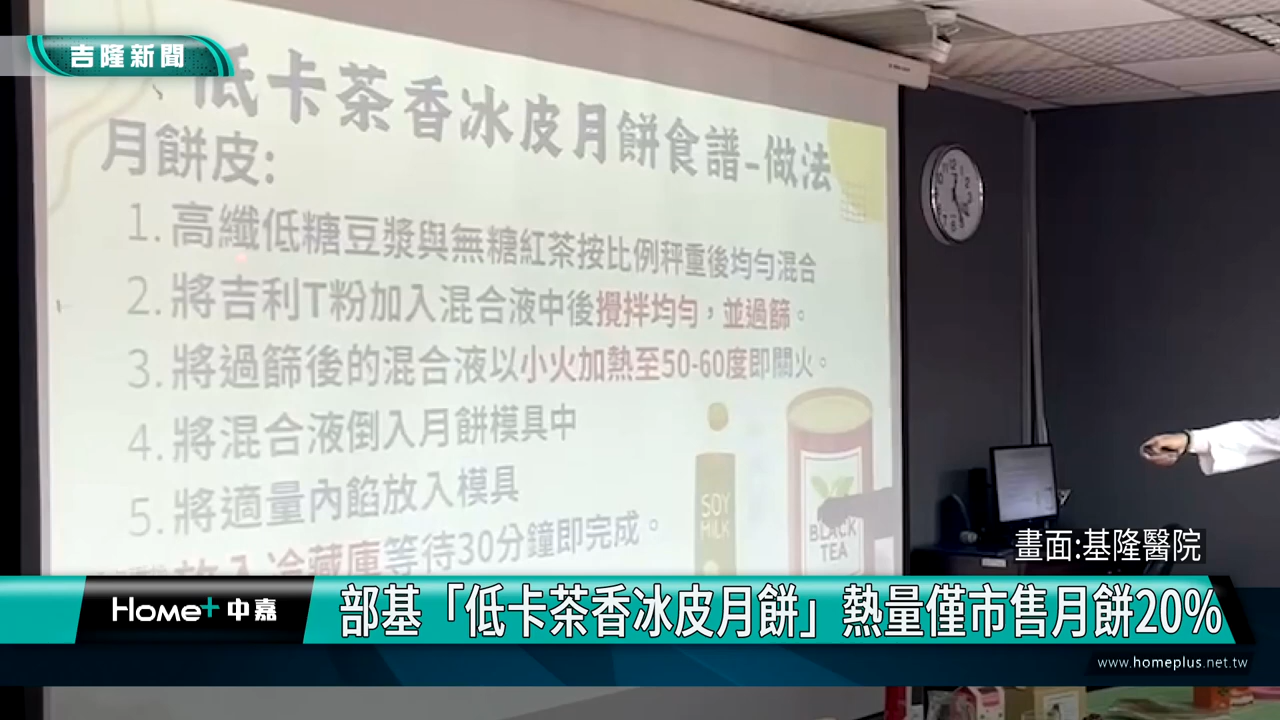 吉隆新聞
低卡茶香冰皮月餅食譜-做法
月餅皮:
1. 高纖低糖豆漿與無糖紅茶按比例秤重後均勻混合
2. 將吉利T粉加入混合液中後攪拌均勻，並過篩。
3. 將過篩後的混合液以小火加熱至50-60度即關火。
4. 將混合液倒入月餅模具中
5. 將適量內餡放入模具
放入冷藏庫等待30分鐘即完成。
SOY
MILK
BLACK
TEA
畫面:基隆醫院
Home+ 中嘉
部基「低卡茶香冰皮月餅」熱量僅市售月餅20%
www.homeplus.net.tw